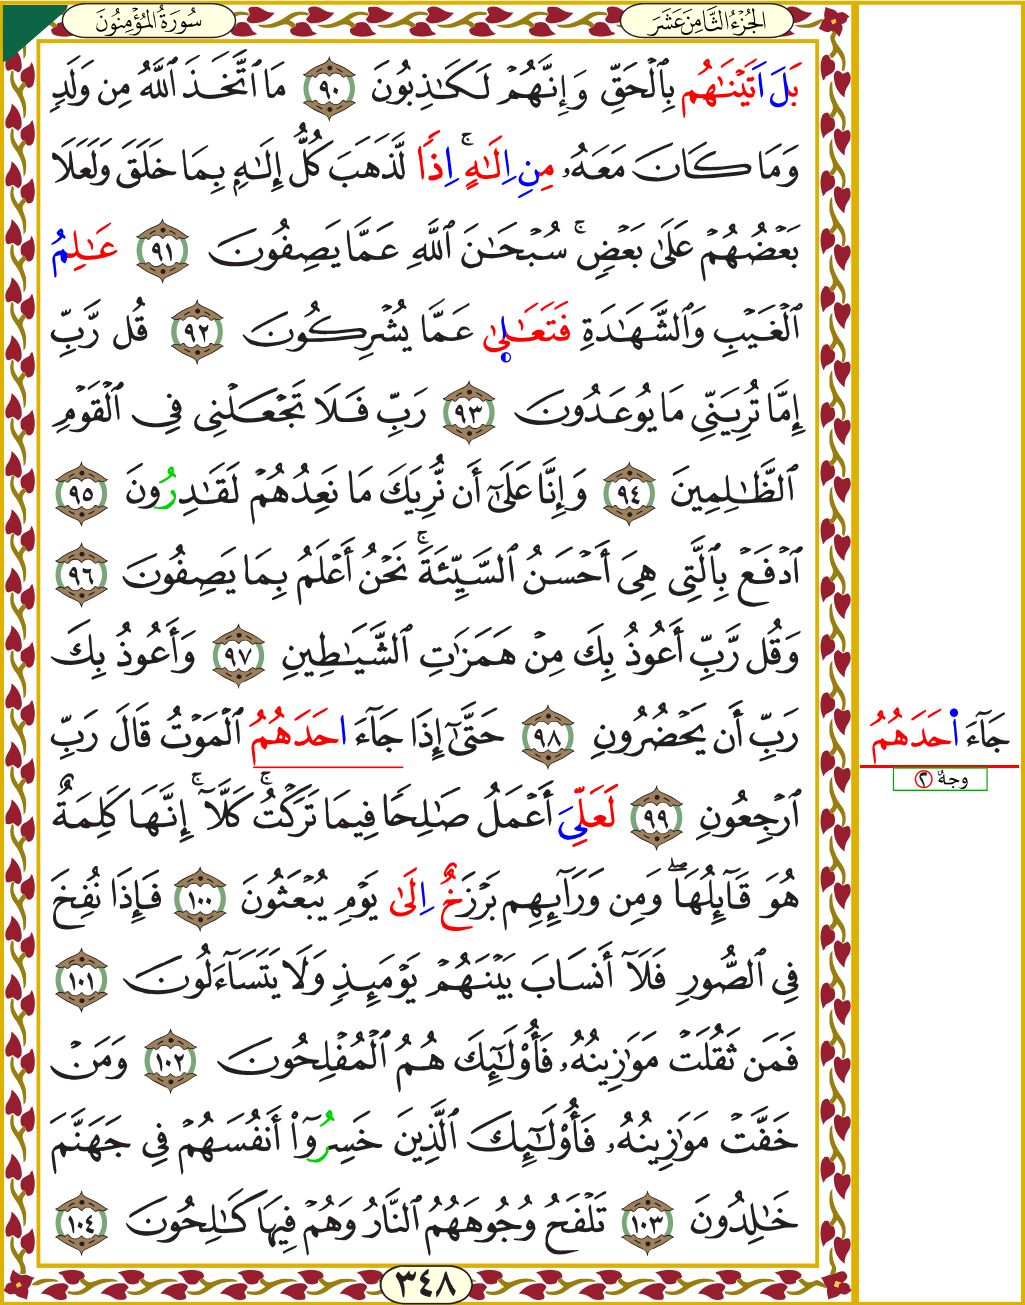 سُورَةُ المُؤْمِنُونَ
الجُزْءُ الثَّامِنَ عَشَرَ
بَلَ اَتَيْنَٰهُم بِٱلْحَقِّ وَإِنَّهُمْ لَكَٰذِبُونَ ٩٠ مَا ٱتَّخَذَ ٱللَّهُ مِن وَلَدٍ
وَمَا كَانَ مَعَهُۥ مِنِ اِلَٰهٍۚ اِذٗا لَّذَهَبَ كُلُّ إِلَٰهِۭ بِمَا خَلَقَ وَلَعَلَا
بَعْضُهُمْ عَلَىٰ بَعْضٖۚ سُبْحَٰنَ ٱللَّهِ عَمَّا يَصِفُونَ ٩١ عَٰلِمُ
ٱلْغَيْبِ وَٱلشَّهَٰدَةِ فَتَعَٰلىٰ عَمَّا يُشْرِكُونَ ٩٢ قُل رَّبِّ
إِمَّا تُرِيَنِّي مَا يُوعَدُونَ ٩٣ رَبِّ فَلَا تَجْعَلْنِى فِى ٱلْقَوْمِ
ٱلظَّٰلِمِينَ ٩٤ وَإِنَّا عَلَىٰٓ أَن نُّرِيَكَ مَا نَعِدُهُمْ لَقَٰدِرُونَ ٩٥
ٱدْفَعْ بِٱلَّتِى هِىَ أَحْسَنُ ٱلسَّيِّئَةَۚ نَحْنُ أَعْلَمُ بِمَا يَصِفُونَ ٩٦
وَقُل رَّبِّ أَعُوذُ بِكَ مِنْ هَمَزَٰتِ ٱلشَّيَٰطِينِ ٩٧ وَأَعُوذُ بِكَ
رَبِّ أَن يَحْضُرُونِ ٩٨ حَتَّىٰٓ إِذَا جَآءَ احَدَهُمُ ٱلْمَوْتُ قَالَ رَبِّ
ٱرْجِعُونِ ٩٩ لَعَلِّىَ أَعْمَلُ صَٰلِحٗا فِيمَا تَرَكْتُۚ كَلَّآۚ إِنَّهَا كَلِمَةٌ
هُوَ قَآئِلُهَاۖ وَمِن وَرَآئِهِم بَرْزَخٌ اِلَىٰ يَوْمِ يُبْعَثُونَ ١٠٠ فَإِذَا نُفِخَ
فِي ٱلصُّورِ فَلَآ أَنسَابَ بَيْنَهُمْ يَوْمَئِذٖ وَلَا يَتَسَآءَلُونَ ١٠١
فَمَن ثَقُلَتْ مَوَٰزِينُهُۥ فَأُوْلَٰٓئِكَ هُمُ ٱلْمُفْلِحُونَ ١٠٢ وَمَنْ
خَفَّتْ مَوَٰزِينُهُۥ فَأُوْلَٰٓئِكَ ٱلَّذِينَ خَسِرُوٓاْ أَنفُسَهُمْ فِي جَهَنَّمَ
خَٰلِدُونَ ١٠٣ تَلْفَحُ وُجُوهَهُمُ ٱلنَّارُ وَهُمْ فِيهَا كَٰلِحُونَ ١٠٤
٣٤٨
جَآءَ اَحَدَهُمُ
وجهٌ ٢